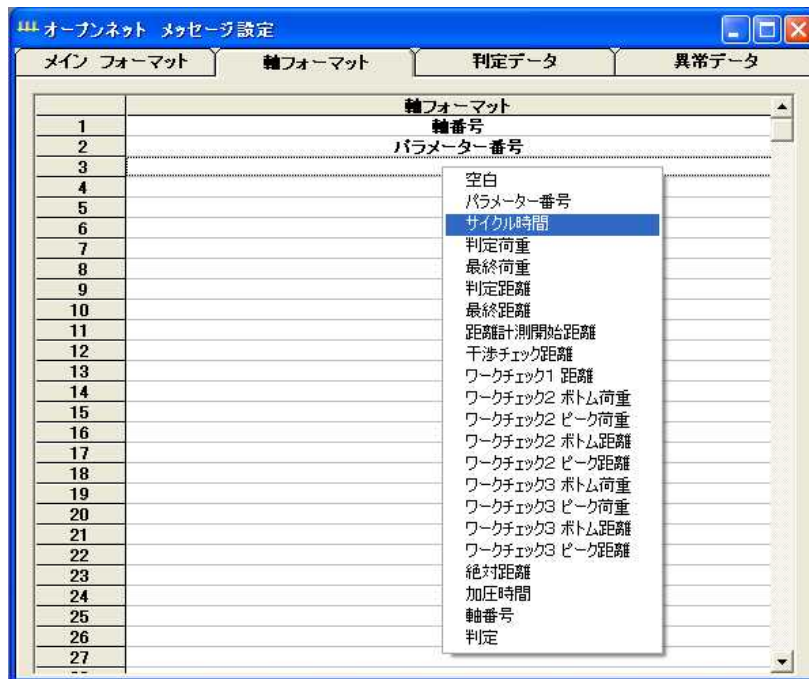 オープンネット メッセージ設定
メイン フォーマット
軸フォーマット
判定データ
異常データ
軸フォーマット
1 軸番号
2 パラメーター番号
3
4
5
6
7
8
9
10
11
12
13
14
15
16
17
18
19
20
21
22
23
24
25
26
27
空白
パラメーター番号
サイクル時間
判定荷重
最終荷重
判定距離
最終距離
距離計測開始距離
干渉チェック距離
ワークチェック1 距離
ワークチェック2 ボトム荷重
ワークチェック2 ピーク荷重
ワークチェック2 ボトム距離
ワークチェック2 ピーク距離
ワークチェック3 ボトム荷重
ワークチェック3 ピーク荷重
ワークチェック3 ボトム距離
ワークチェック3 ピーク距離
絶対距離
加圧時間
軸番号
判定